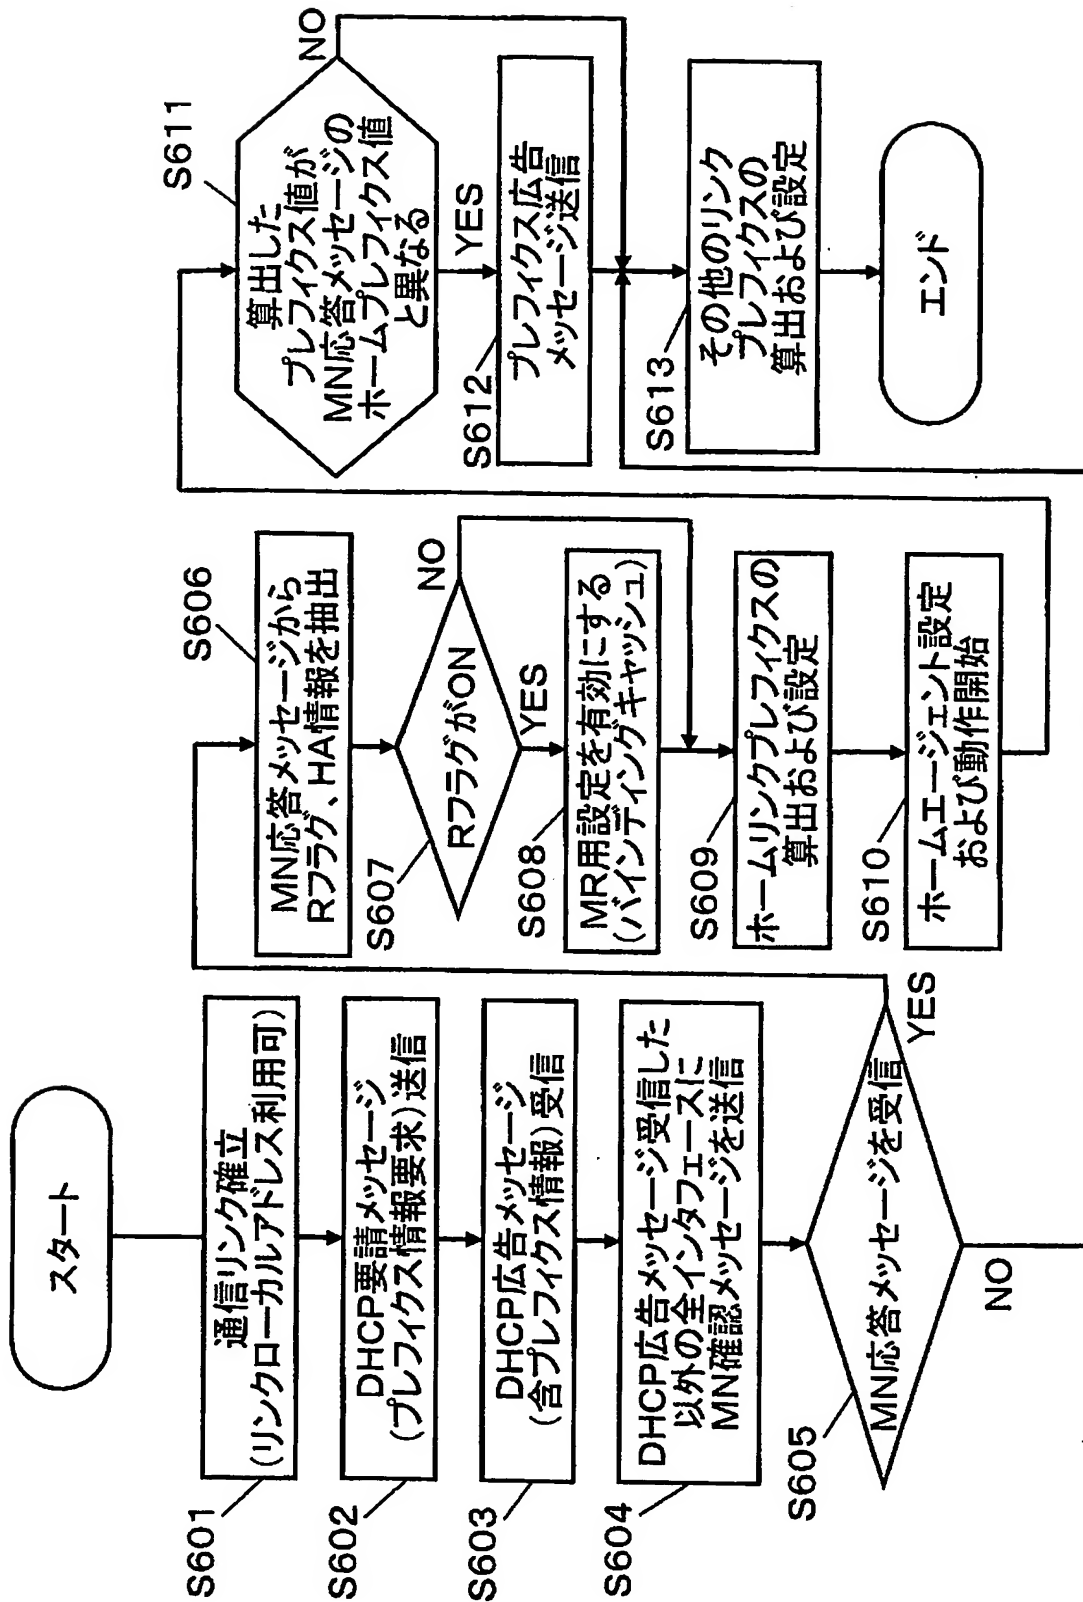 スタート
S601
通信リンク確立
(リンクローカルアドレス利用可)
S602
DHCP要請メッセージ
(プレフィクス情報要求)送信
S603
DHCP広告メッセージ
(含プレフィクス情報)受信
S604
DHCP広告メッセージ受信した
以外の全インタフェースに
MN確認メッセージを送信
S605
MN応答メッセージを受信
YES
NO
S606
MN応答メッセージから
Rフラグ、HA情報を抽出
S607
RフラグがON
NO
YES
S608
MR用設定を有効にする
(バインディングキャッシュ)
S609
ホームリンクプレフィクスの
算出および設定
S610
ホームエージェント設定
および動作開始
S611
算出した
プレフィクス値が
MN応答メッセージの
ホームプレフィクス値
と異なる
NO
YES
S612
プレフィクス広告
メッセージ送信
S613
その他のリンク
プレフィクスの
算出および設定
エンド